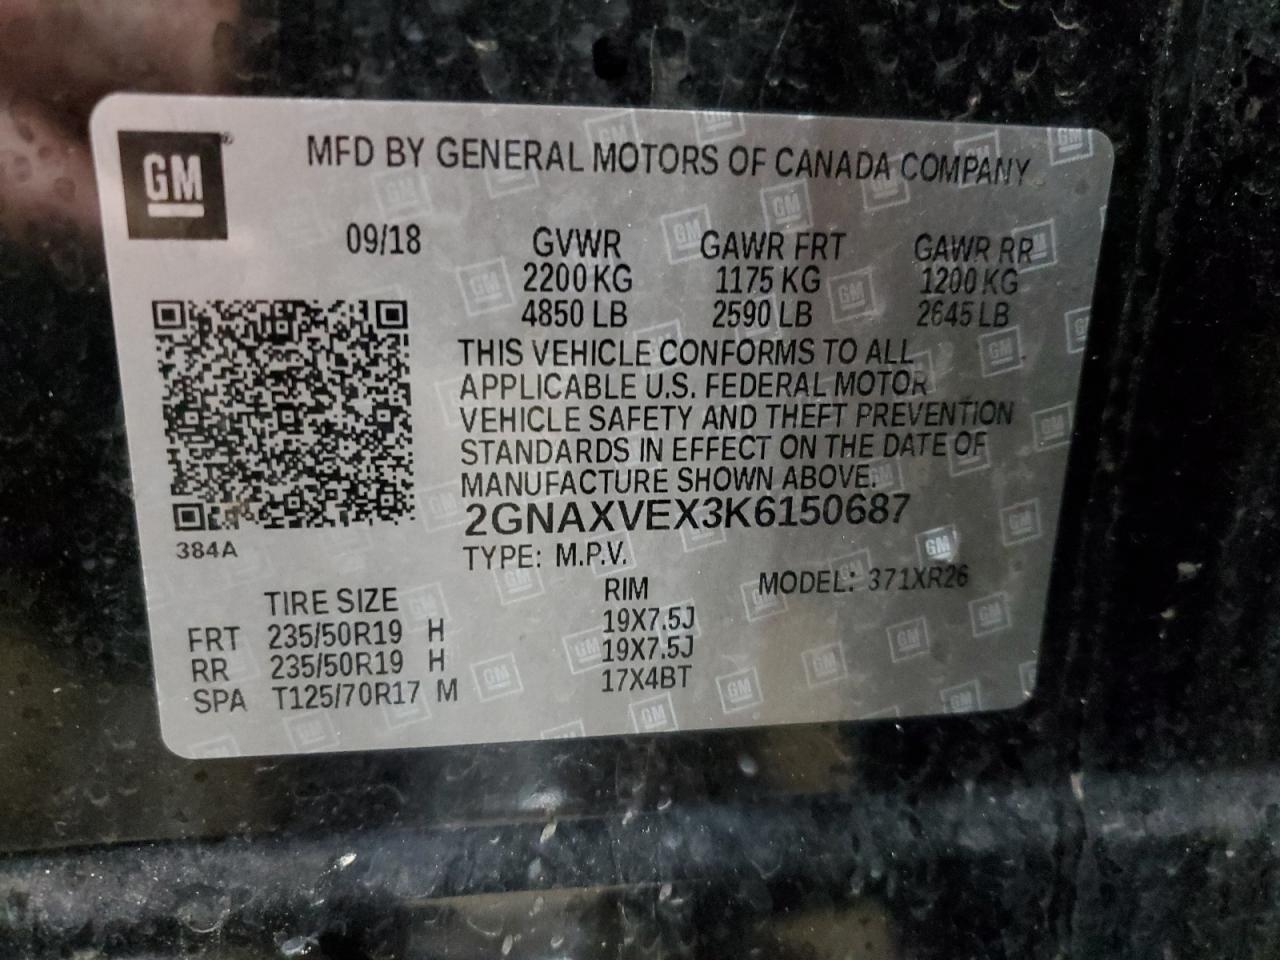 GM®
MFD BY GENERAL MOTORS OF CANADA COMPANY
09/18 GVWR GAWR FRT GAWR RR
2200 KG 1175 KG 1200 KG
4850 LB 2590 LB 2645 LB
THIS VEHICLE CONFORMS TO ALL
APPLICABLE U.S. FEDERAL MOTOR
VEHICLE SAFETY AND THEFT PREVENTION
STANDARDS IN EFFECT ON THE DATE OF
MANUFACTURE SHOWN ABOVE.
2GNAXVEX3K6150687
384A
TYPE: M.P.V.
MODEL: 371XR26
TIRE SIZE RIM
FRT 235/50R19 H 19X7.5J
RR 235/50R19 H 19X7.5J
SPA T125/70R17 M 17X4BT